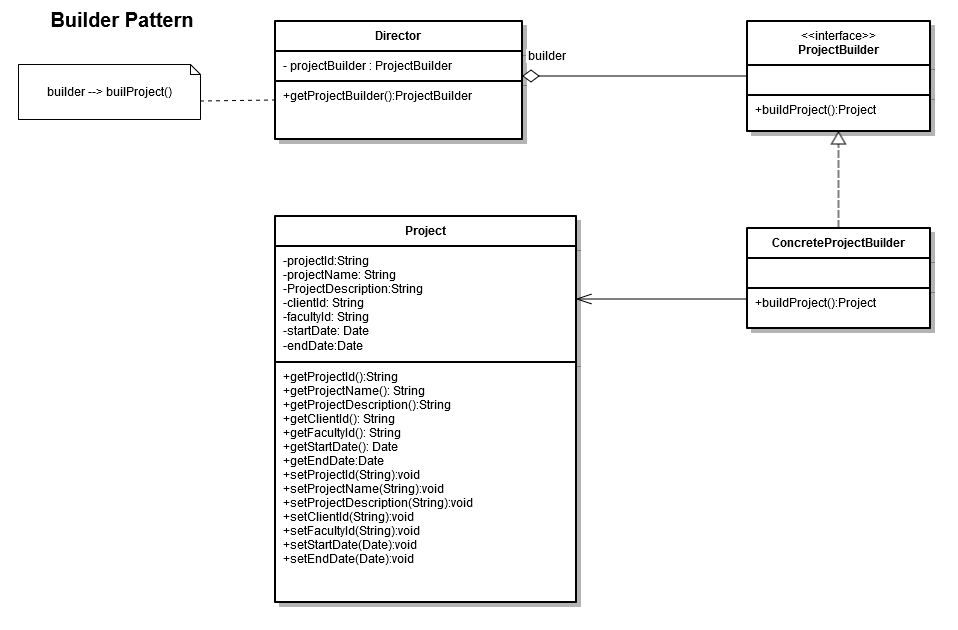 Builder Pattern
builder --> builProject()
Director
- projectBuilder : ProjectBuilder
+getProjectBuilder():ProjectBuilder
builder
<<interface>>
ProjectBuilder
+buildProject():Project
Project
-projectId:String
-projectName: String
-ProjectDescription:String
-clientId: String
-facultyId: String
-startDate: Date
-endDate:Date
+getProjectId():String
+getProjectName(): String
+getProjectDescription():String
+getClientId(): String
+getFacultyId(): String
+getStartDate(): Date
+getEndDate:Date
+setProjectId(String):void
+setProjectName(String):void
+setProjectDescription(String):void
+setClientId(String):void
+setFacultyId(String):void
+setStartDate(Date):void
+setEndDate(Date):void
ConcreteProjectBuilder
+buildProject():Project